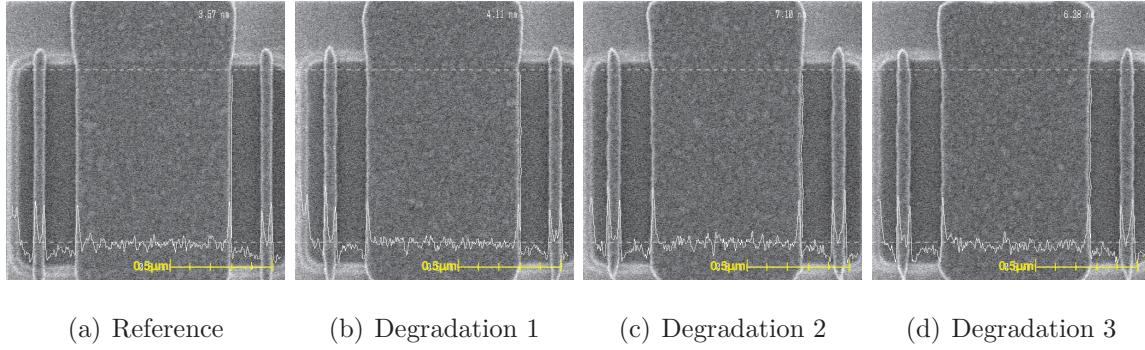 3.57 nm
4.11 nm
7.10 nm
6.28 nm
0.5μm
0.5μm
0.5μm
0.5μm
(a) Reference
(b) Degradation 1
(c) Degradation 2
(d) Degradation 3